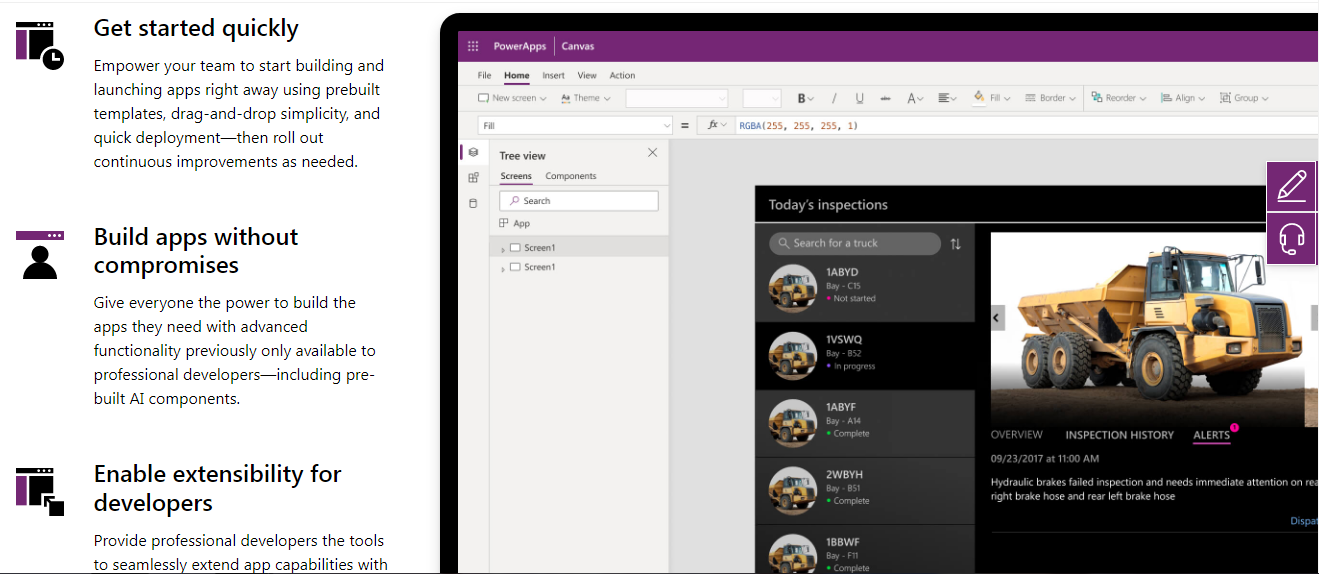 Get started quickly
Empower your team to start building and
launching apps right away using prebuilt
templates, drag-and-drop simplicity, and
quick deployment—then roll out
continuous improvements as needed.
Build apps without
compromises
Give everyone the power to build the
apps they need with advanced
functionality previously only available to
professional developers—including pre-
built AI components.
Enable extensibility for
developers
Provide professional developers the tools
to seamlessly extend app capabilities with
PowerApps Canvas
File Home Insert View Action
New screen Theme B / U abc A Fill Border Reorder Align Group
Fill = fx RGBA(255, 255, 255, 1)
Tree view
Screens Components
Search
App
Screen1
Screen1
Today's inspections
Search for a truck
1ABYD
Bay - C15
Not started
1VSWQ
Bay - B52
In progress
1ABYF
Bay - A14
Complete
2WBYH
Bay - B51
Complete
1BBWF
Bay - F11
Complete
OVERVIEW INSPECTION HISTORY ALERTS 1
09/23/2017 at 11:00 AM
Hydraulic brakes failed inspection and needs immediate attention on rea
right brake hose and rear left brake hose
Dispat